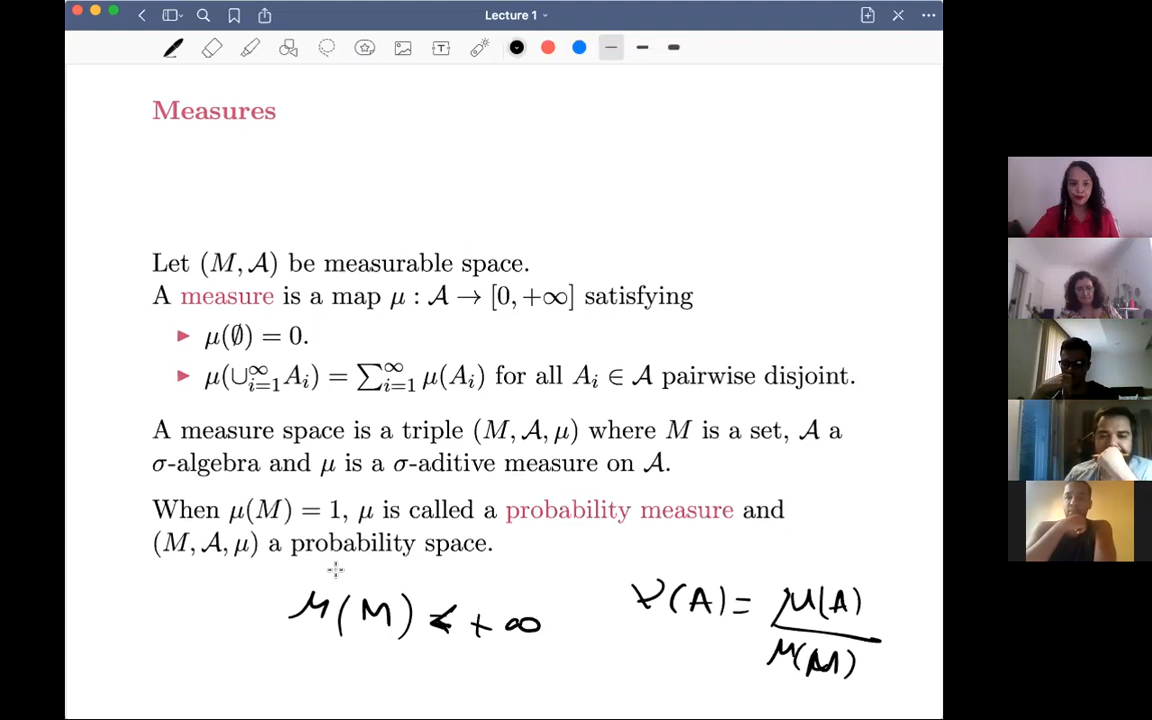 Lecture 1
Measures
Let (M, 𝒜) be measurable space.
A measure is a map μ : 𝒜 → [0, +∞] satisfying
▶ μ(∅) = 0.
▶ μ(∪_{i=1}^∞ A_i) = ∑_{i=1}^∞ μ(A_i) for all A_i ∈ 𝒜 pairwise disjoint.
A measure space is a triple (M, 𝒜, μ) where M is a set, 𝒜 a
σ-algebra and μ is a σ-aditive measure on 𝒜.
When μ(M) = 1, μ is called a probability measure and
(M, 𝒜, μ) a probability space.
μ(M) < +∞
ν(A) = μ(A) / μ(M)